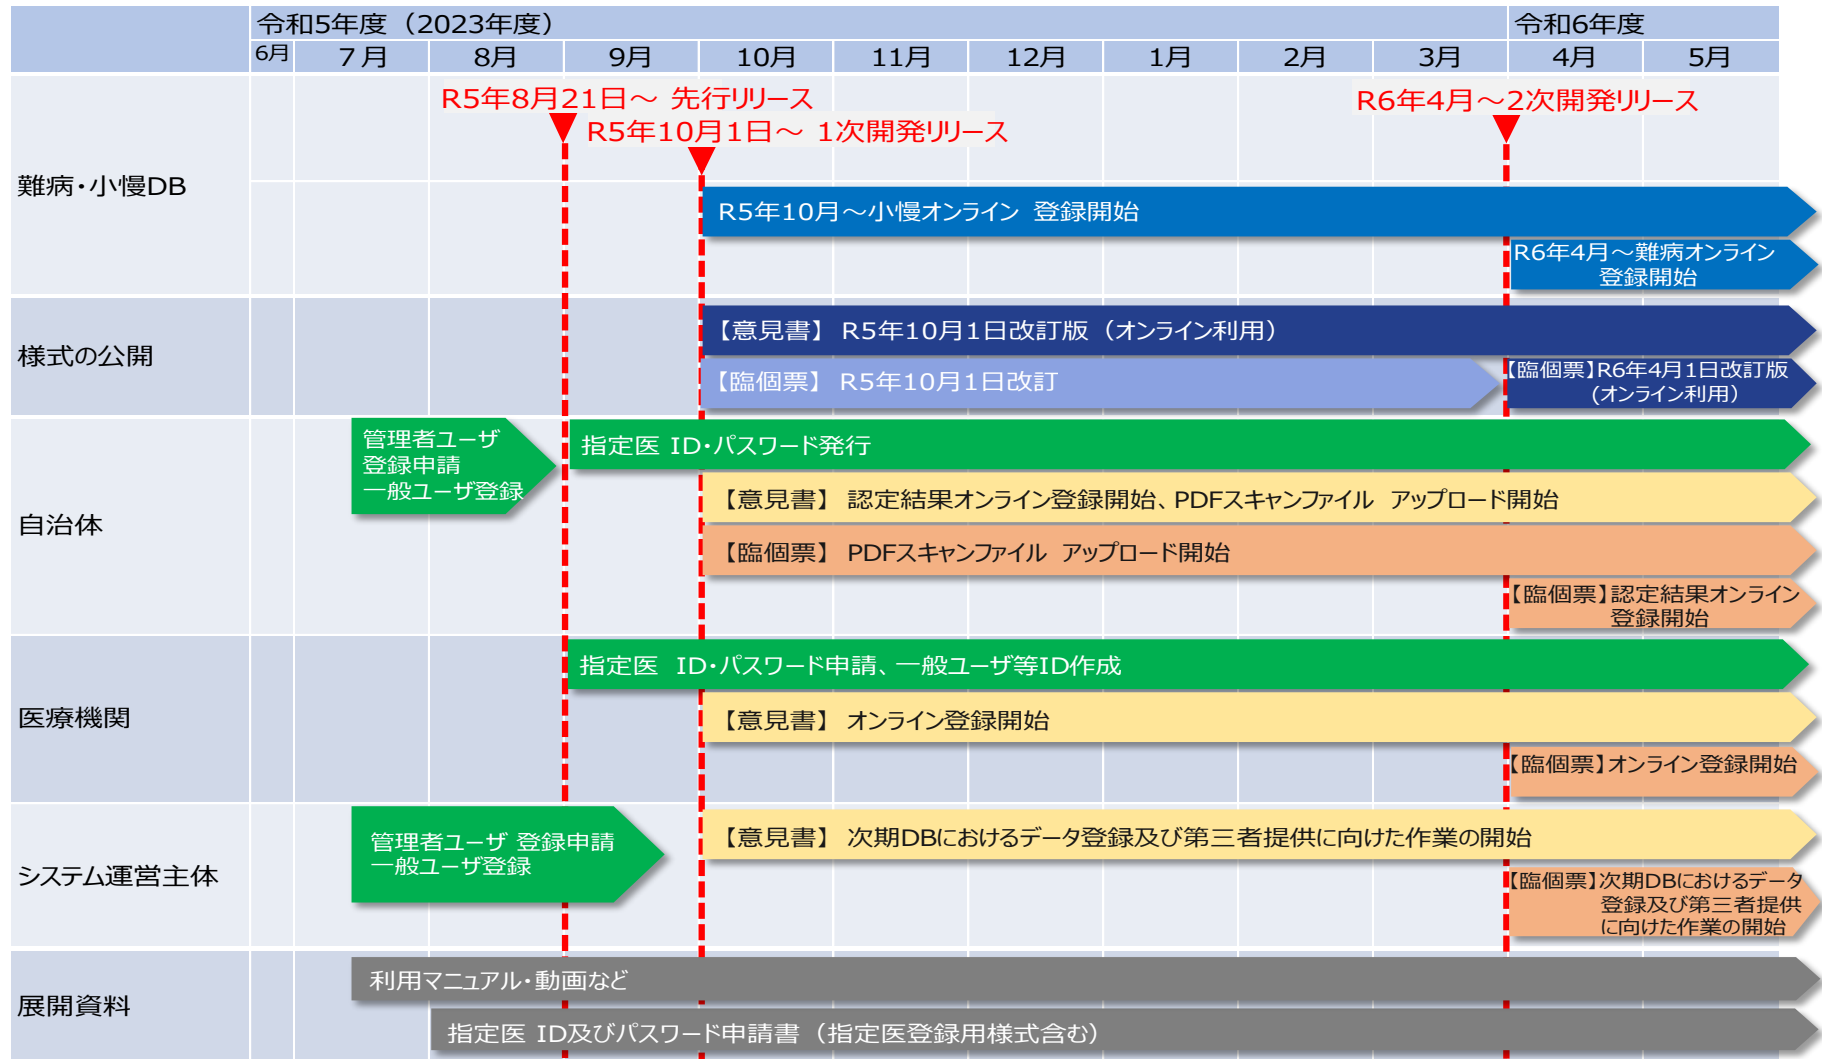 令和5年度（2023年度）
令和6年度
6月
７月
8月
9月
10月
11月
12月
1月
2月
3月
4月
5月
難病・小慢DB
R5年8月21日～ 先行リリース
R5年10月1日～ 1次開発リリース
R6年4月～2次開発リリース
R5年10月～小慢オンライン 登録開始
R6年4月～難病オンライン
登録開始
様式の公開
【意見書】 R5年10月1日改訂版（オンライン利用）
【臨個票】 R5年10月1日改訂
【臨個票】R6年4月1日改訂版
(オンライン利用）
自治体
管理者ユーザ
登録申請
一般ユーザ登録
指定医 ID・パスワード発行
【意見書】 認定結果オンライン登録開始、PDFスキャンファイル アップロード開始
【臨個票】 PDFスキャンファイル アップロード開始
【臨個票】認定結果オンライン
登録開始
医療機関
指定医 ID・パスワード申請、一般ユーザ等ID作成
【意見書】 オンライン登録開始
【臨個票】オンライン登録開始
システム運営主体
管理者ユーザ 登録申請
一般ユーザ登録
【意見書】 次期DBにおけるデータ登録及び第三者提供に向けた作業の開始
【臨個票】次期DBにおけるデータ
登録及び第三者提供
に向けた作業の開始
展開資料
利用マニュアル・動画など
指定医 ID及びパスワード申請書（指定医登録用様式含む）